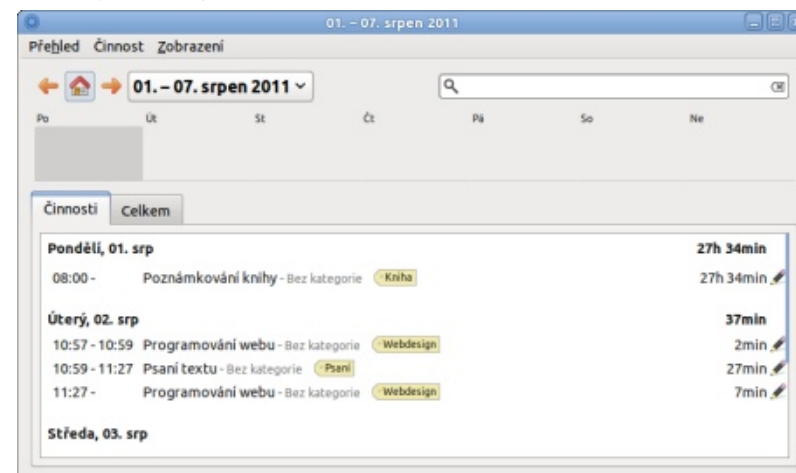 01. – 07. srpen 2011
Přehled Činnost Zobrazení
01. – 07. srpen 2011
Po Út St Čt Pá So Ne
Činnosti Celkem
Pondělí, 01. srp 27h 34min
08:00 - Poznámkování knihy - Bez kategorie Kniha 27h 34min
Úterý, 02. srp 37min
10:57 - 10:59 Programování webu - Bez kategorie Webdesign 2min
10:59 - 11:27 Psaní textu - Bez kategorie Psaní 27min
11:27 - Programování webu - Bez kategorie Webdesign 7min
Středa, 03. srp